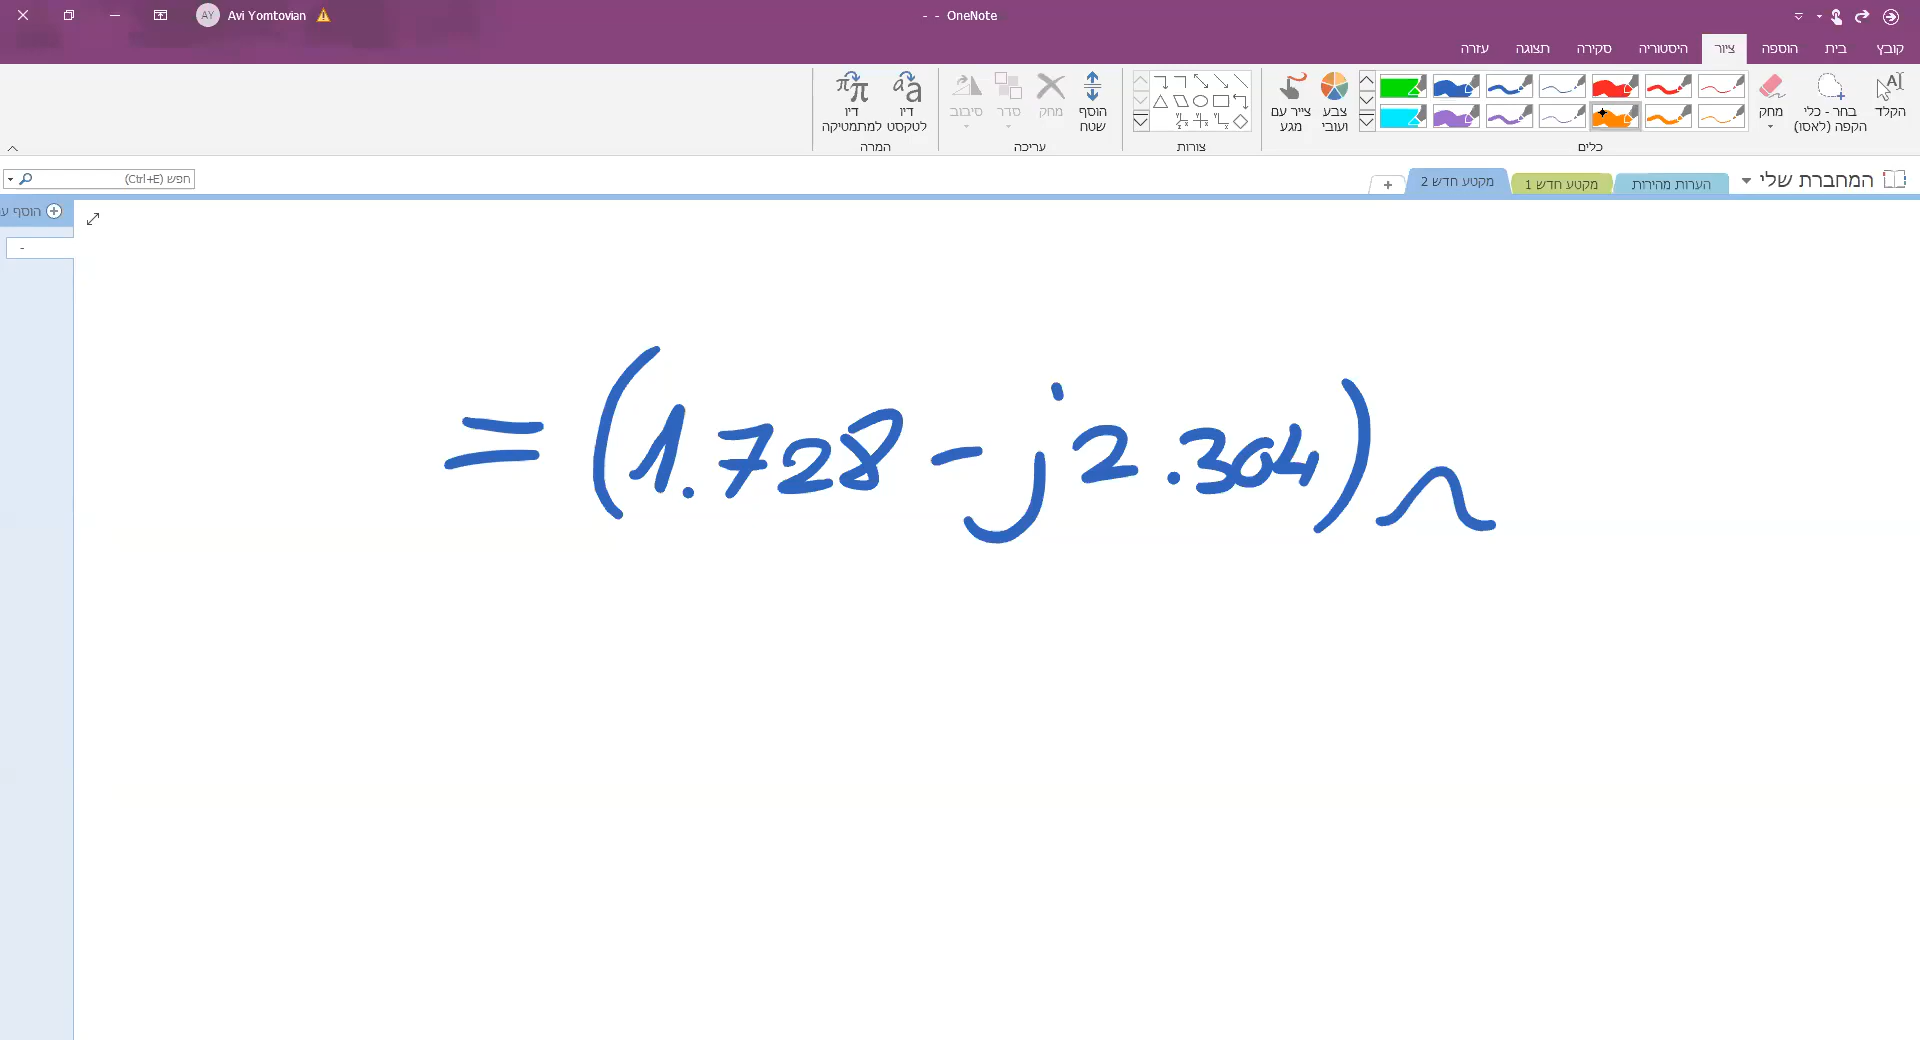 Avi Yomtovian
- - OneNote
קובץ בית הוספה ציור היסטוריה סקירה תצוגה עזרה
הקלד
בחר - כלי הקפה (לאסו)
מחק
צבע ועובי
צייר עם מגע
הוסף שטח
מחק
סדר
סיבוב
דיו לטקסט
דיו למתמטיקה
כלים צורות עריכה המרה
המחברת שלי
הערות מהירות
מקטע חדש 1
מקטע חדש 2
+
חפש (Ctrl+E)
הוסף
-
= (1.728 - j2.304)Ω